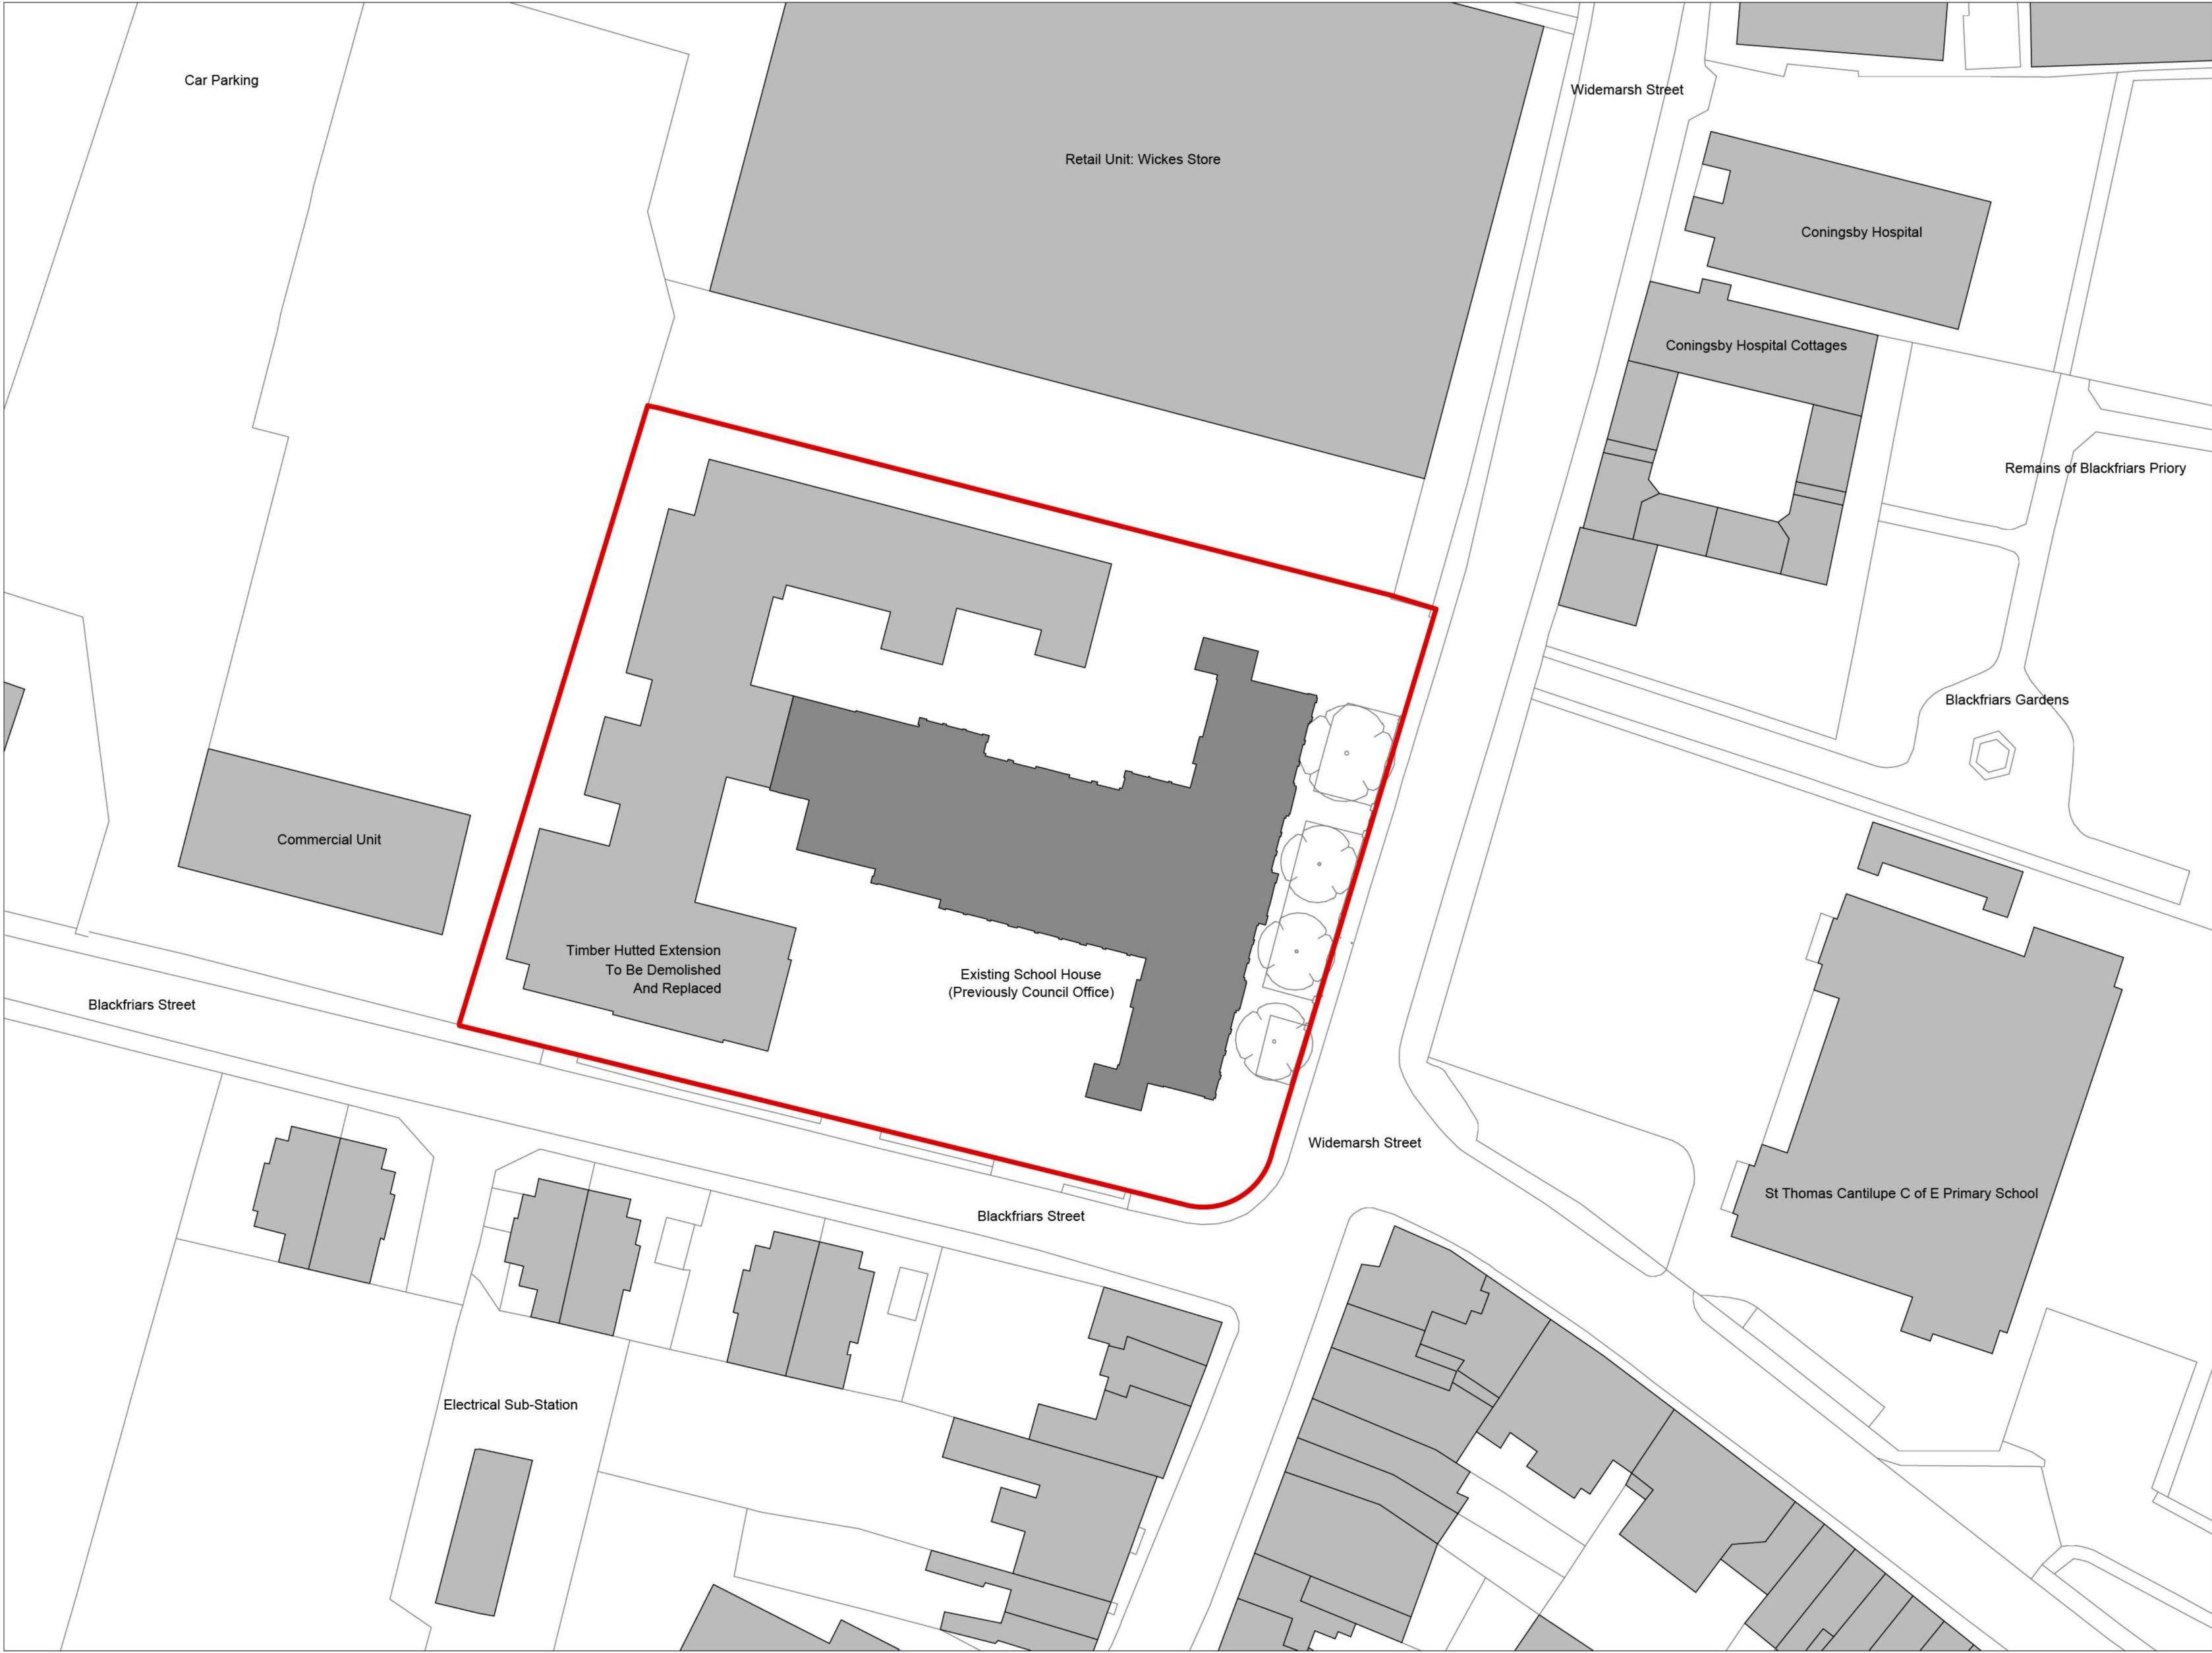 Car Parking
Widemarsh Street
Retail Unit: Wickes Store
Coningsby Hospital
Coningsby Hospital Cottages
Remains of Blackfriars Priory
Blackfriars Gardens
Commercial Unit
Timber Hutted Extension
To Be Demolished
And Replaced
Existing School House
(Previously Council Office)
Blackfriars Street
Widemarsh Street
St Thomas Cantilupe C of E Primary School
Blackfriars Street
Electrical Sub-Station